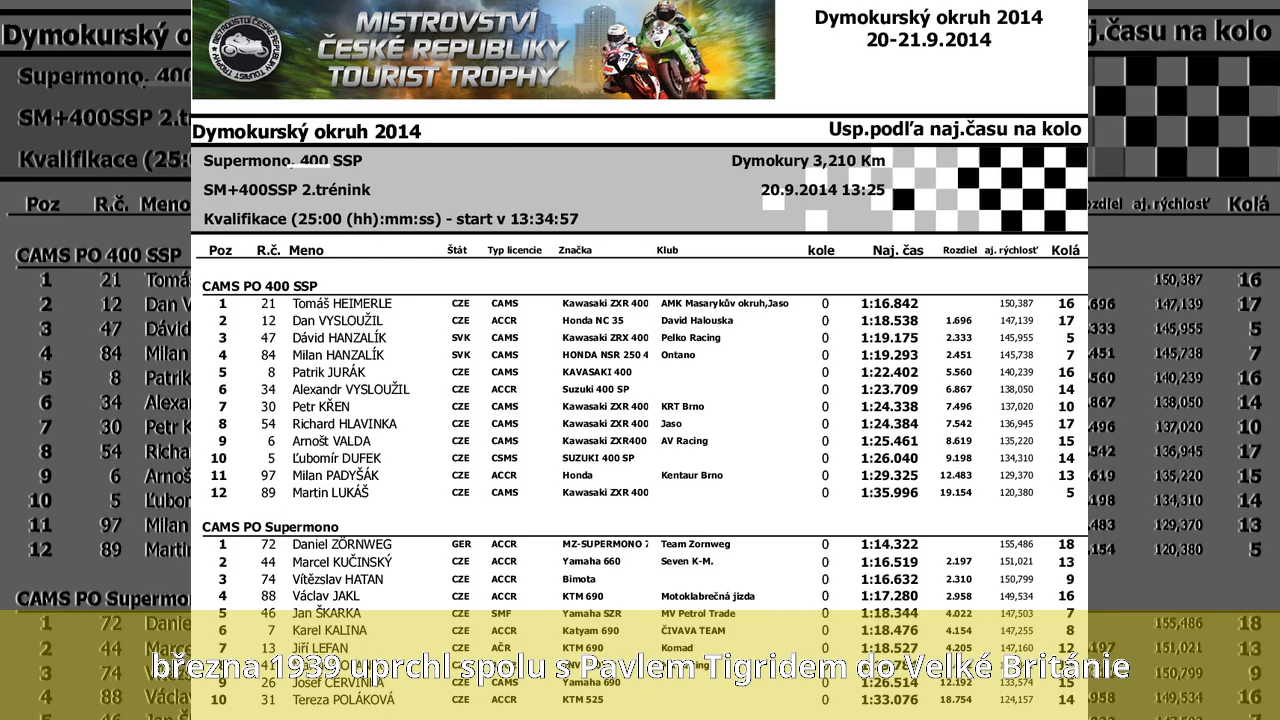 MISTROVSTVÍ
ČESKÉ REPUBLIKY
TOURIST TROPHY
Dymokurský okruh 2014
20-21.9.2014
Dymokurský okruh 2014 Usp.podľa naj.času na kolo
Supermono, 400 SSP Dymokury 3,210 Km
SM+400SSP 2.trénink 20.9.2014 13:25
Kvalifikace (25:00 (hh):mm:ss) - start v 13:34:57
Poz R.č. Meno Štát Typ licencie Značka Klub kole Naj. čas Rozdiel aj. rýchlosť Kolá
CAMS PO 400 SSP
1 21 Tomáš HEIMERLE CZE CAMS Kawasaki ZXR 400 AMK Masarykův okruh,Jaso 0 1:16.842 150,387 16
2 12 Dan VYSLOUŽIL CZE ACCR Honda NC 35 David Halouska 0 1:18.538 1.696 147,139 17
3 47 Dávid HANZALÍK SVK CAMS Kawasaki ZRX 400 Pelko Racing 0 1:19.175 2.333 145,955 5
4 84 Milan HANZALÍK SVK CAMS HONDA NSR 250 4 Ontano 0 1:19.293 2.451 145,738 7
5 8 Patrik JURÁK CZE CAMS KAVASAKI 400 0 1:22.402 5.560 140,239 16
6 34 Alexandr VYSLOUŽIL CZE ACCR Suzuki 400 SP 0 1:23.709 6.867 138,050 14
7 30 Petr KŘEN CZE CAMS Kawasaki ZXR 400 KRT Brno 0 1:24.338 7.496 137,020 10
8 54 Richard HLAVINKA CZE CAMS Kawasaki ZXR 400 Jaso 0 1:24.384 7.542 136,945 17
9 6 Arnošt VALDA CZE CAMS Kawasaki ZXR400 AV Racing 0 1:25.461 8.619 135,220 15
10 5 Ľubomír DUFEK CZE CSMS SUZUKI 400 SP 0 1:26.040 9.198 134,310 14
11 97 Milan PADYŠÁK CZE ACCR Honda Kentaur Brno 0 1:29.325 12.483 129,370 13
12 89 Martin LUKÁŠ CZE CAMS Kawasaki ZXR 400 0 1:35.996 19.154 120,380 5
CAMS PO Supermono
1 72 Daniel ZÖRNWEG GER ACCR MZ-SUPERMONO Team Zornweg 0 1:14.322 155,486 18
2 44 Marcel KUČINSKÝ CZE ACCR Yamaha 660 Seven K-M. 0 1:16.519 2.197 151,021 13
3 74 Vítězslav HATAN CZE ACCR Bimota 0 1:16.632 2.310 150,799 9
4 88 Václav JAKL CZE ACCR KTM 690 Motoklabrečná jizda 0 1:17.280 2.958 149,534 16
5 46 Jan ŠKARKA CZE SMF Yamaha SZR MV Petrol Trade 0 1:18.344 4.022 147,503 7
6 7 Karel KALINA CZE ACCR Katyam 690 ČIVAVA TEAM 0 1:18.476 4.154 147,255 8
7 13 Jiří LEFAN CZE AČR KTM 690 Komad 0 1:18.527 4.205 147,160 12
března 1939 uprchl spolu s Pavlem Tigridem do Velké Británie
9 26 Josef ČERVINKA CZE CAMS Yamaha 660 0 1:26.514 12.192 133,574 15
10 31 Tereza POLÁKOVÁ CZE ACCR KTM 525 0 1:33.076 18.754 124,157 14